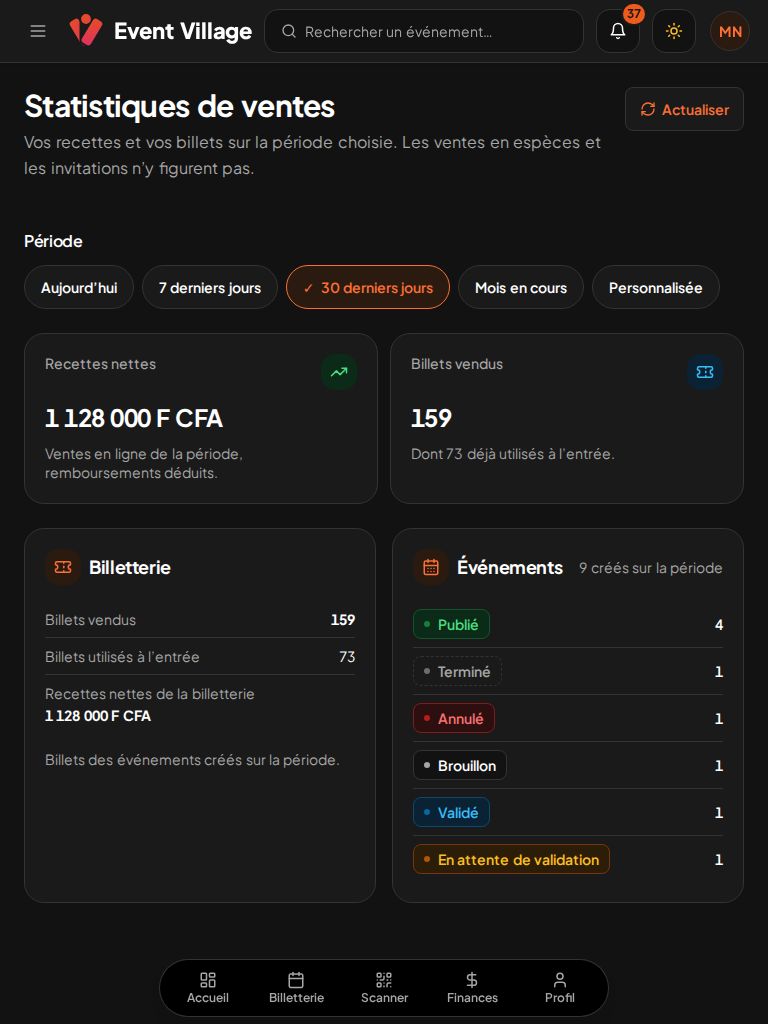 Event Village
Rechercher un événement...
37
MN
Statistiques de ventes
Actualiser
Vos recettes et vos billets sur la période choisie. Les ventes en espèces et
les invitations n'y figurent pas.
Période
Aujourd'hui
7 derniers jours
✓ 30 derniers jours
Mois en cours
Personnalisée
Recettes nettes
1 128 000 F CFA
Ventes en ligne de la période,
remboursements déduits.
Billets vendus
159
Dont 73 déjà utilisés à l'entrée.
Billetterie
Billets vendus 159
Billets utilisés à l'entrée 73
Recettes nettes de la billetterie
1 128 000 F CFA
Billets des événements créés sur la période.
Événements 9 créés sur la période
Publié 4
Terminé 1
Annulé 1
Brouillon 1
Validé 1
En attente de validation 1
Accueil
Billetterie
Scanner
Finances
Profil